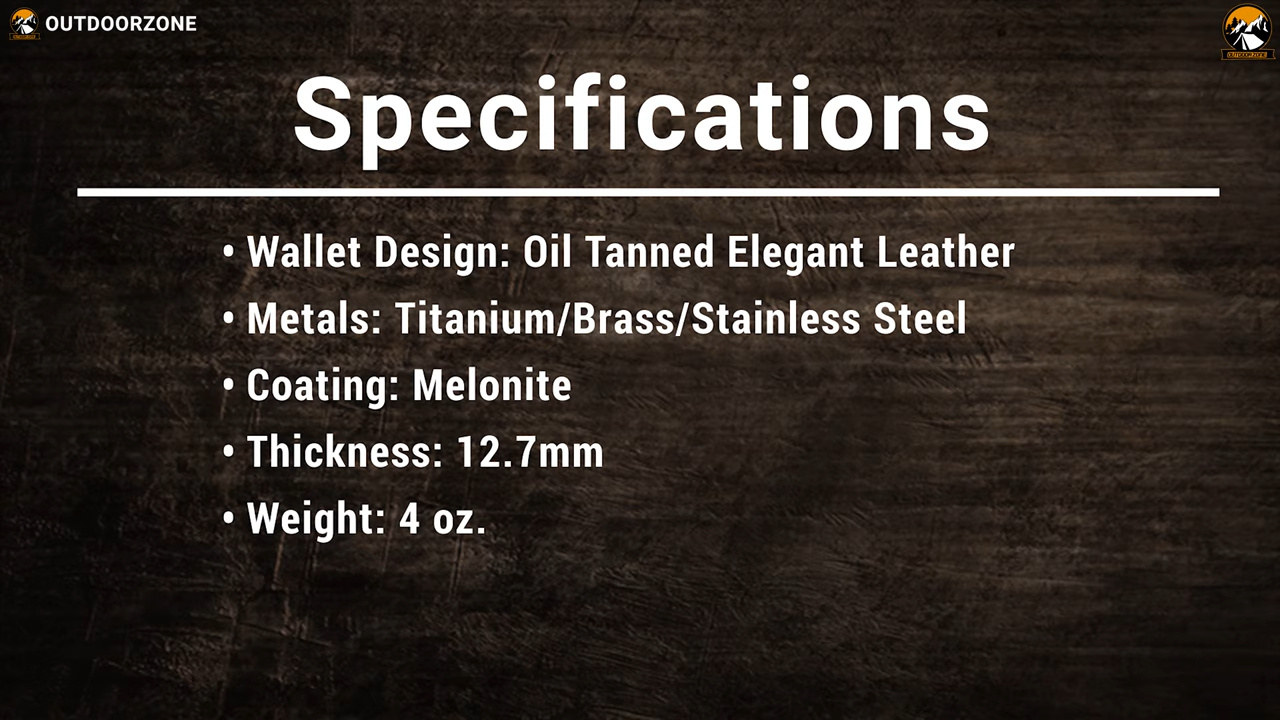 OUTDOORZONE
OUTDOORZONE
Specifications
• Wallet Design: Oil Tanned Elegant Leather
• Metals: Titanium/Brass/Stainless Steel
• Coating: Melonite
• Thickness: 12.7mm
• Weight: 4 oz.